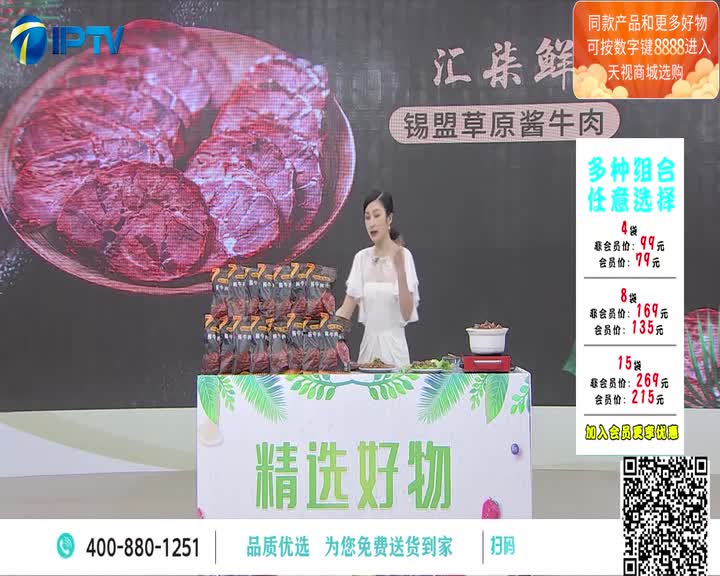 IPTV
汇柒鲜
锡盟草原酱牛肉
同款产品和更多好物
可按数字键8888进入
天视商城选购
多种组合
任意选择
4袋
非会员价：99元
会员价：79元
8袋
非会员价：169元
会员价：135元
15袋
非会员价：269元
会员价：215元
加入会员更享优惠
精选好物
400-880-1251
品质优选 为您免费送货到家
扫码